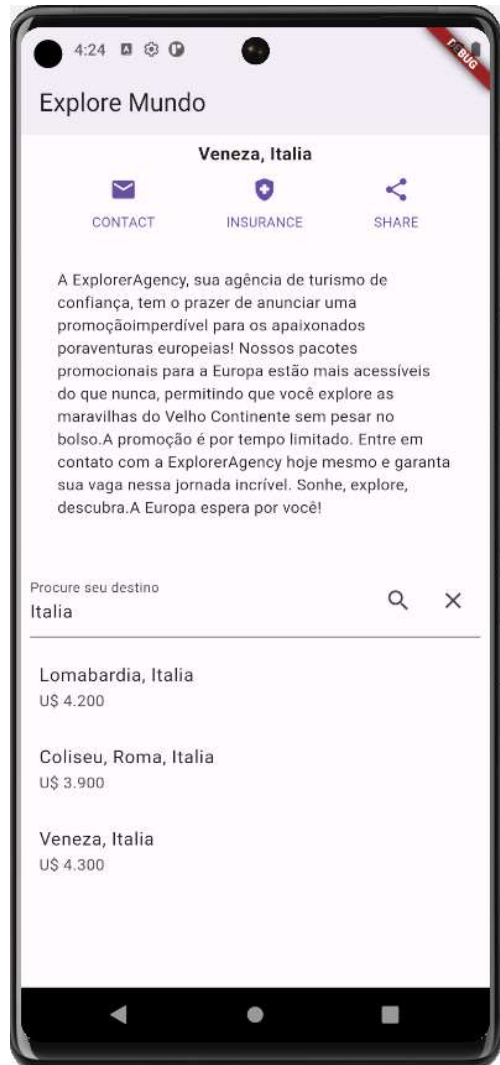 4:24
DEBUG
Explore Mundo
Veneza, Italia
CONTACT INSURANCE SHARE
A ExplorerAgency, sua agência de turismo de
confiança, tem o prazer de anunciar uma
promoçãoimperdível para os apaixonados
poraventuras europeias! Nossos pacotes
promocionais para a Europa estão mais acessíveis
do que nunca, permitindo que você explore as
maravilhas do Velho Continente sem pesar no
bolso.A promoção é por tempo limitado. Entre em
contato com a ExplorerAgency hoje mesmo e garanta
sua vaga nessa jornada incrível. Sonhe, explore,
descubra.A Europa espera por você!
Procure seu destino
Italia
Lomabardia, Italia
U$ 4.200
Coliseu, Roma, Italia
U$ 3.900
Veneza, Italia
U$ 4.300